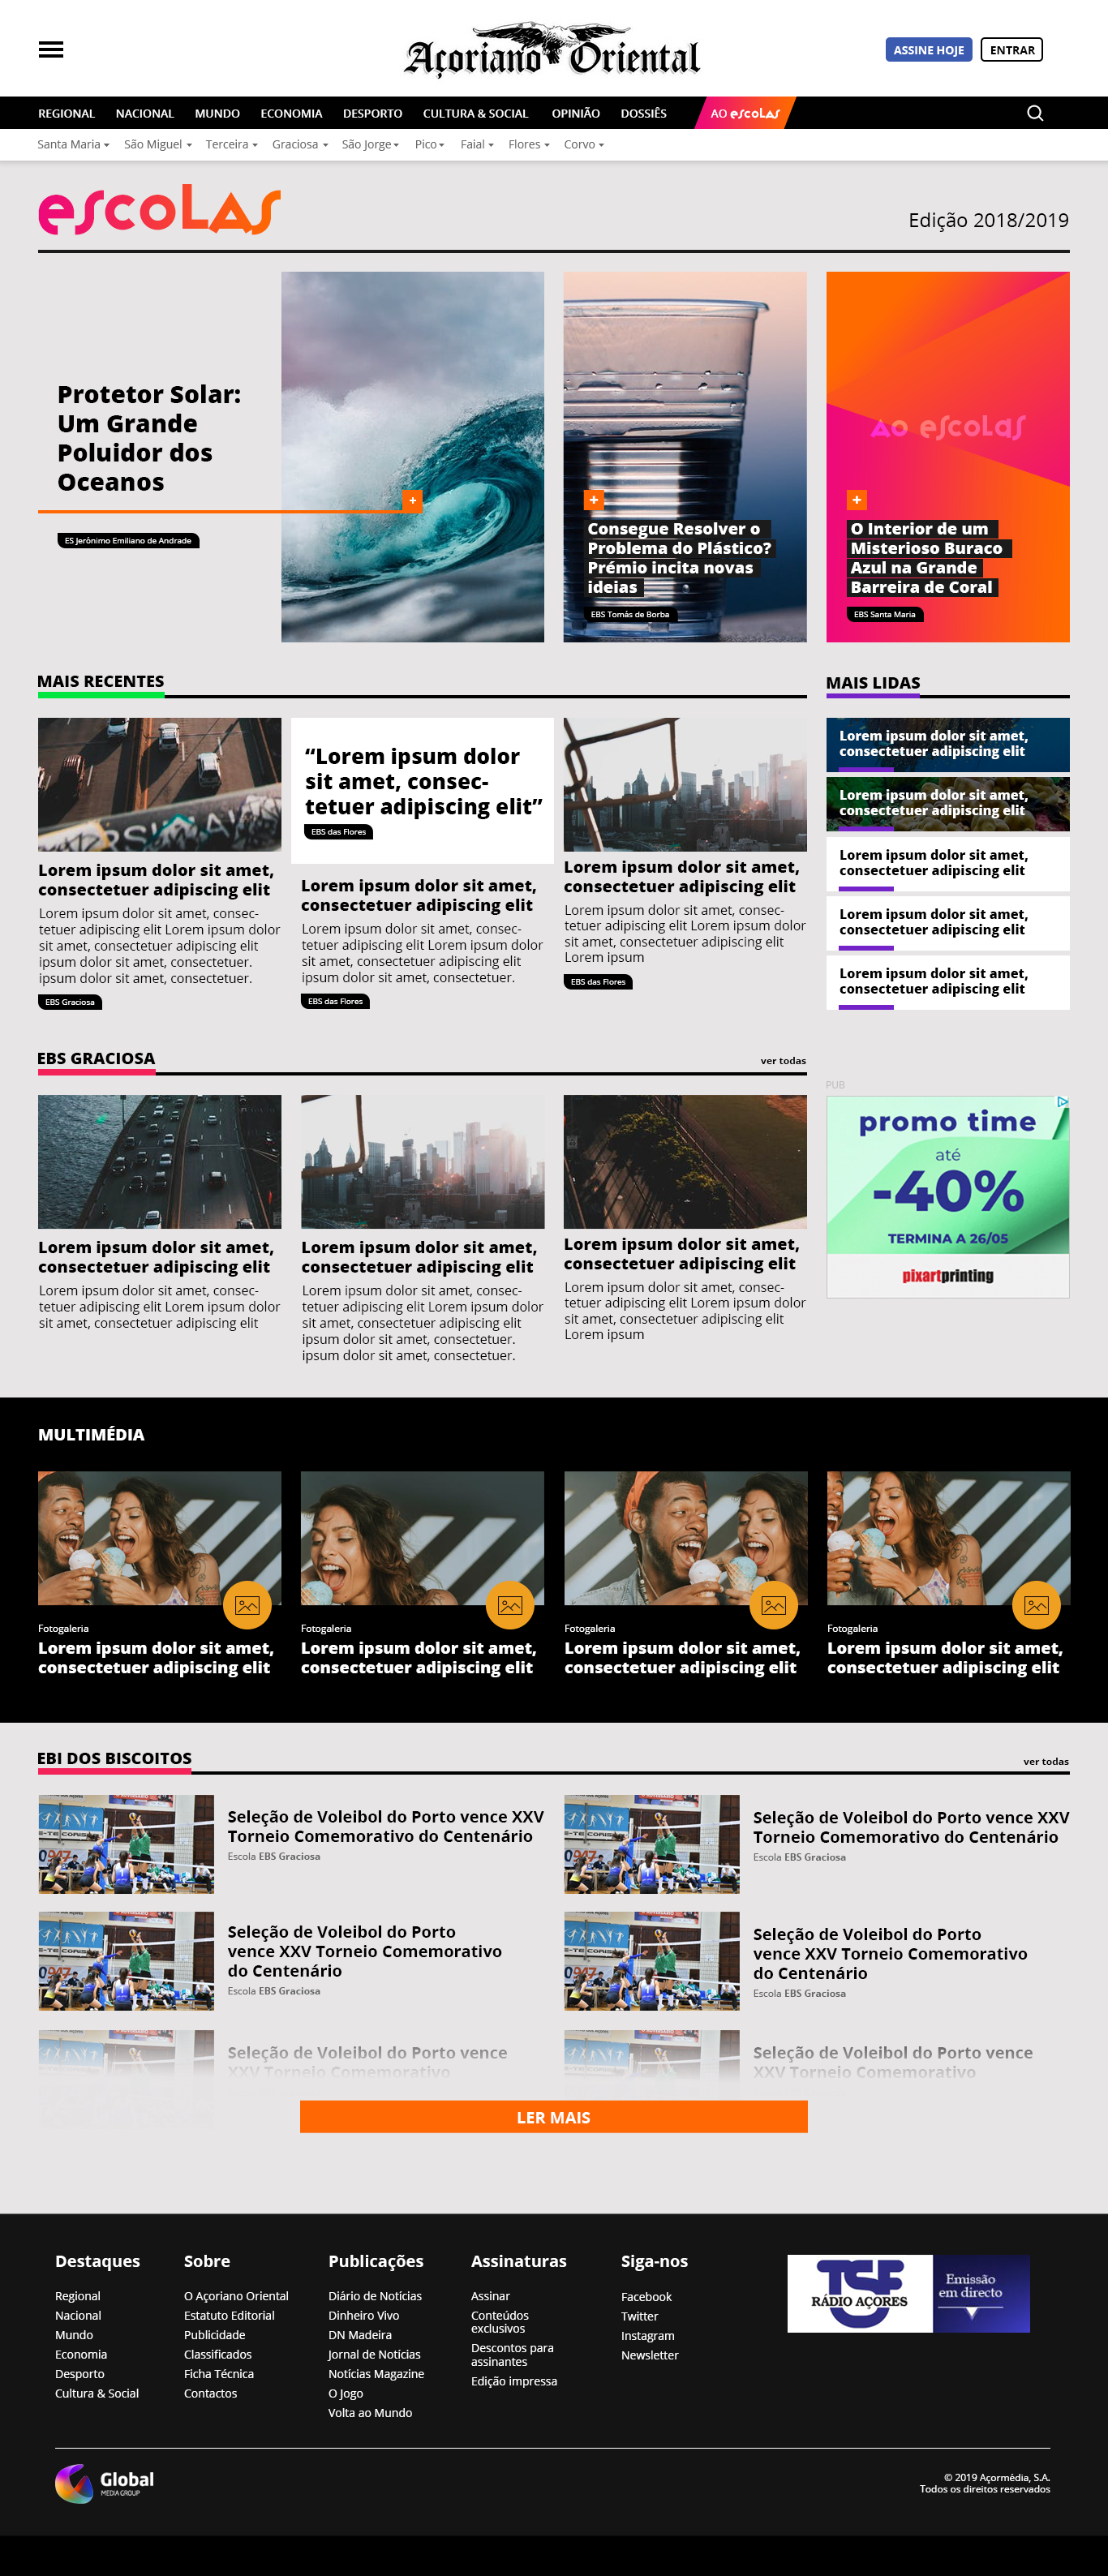 Açoriano Oriental
ASSINE HOJE
ENTRAR
REGIONAL NACIONAL MUNDO ECONOMIA DESPORTO CULTURA & SOCIAL OPINIÃO DOSSIÊS AO escolas
Santa Maria São Miguel Terceira Graciosa São Jorge Pico Faial Flores Corvo
escolas
Edição 2018/2019
Protetor Solar:
Um Grande
Poluidor dos
Oceanos
+
ES Jerónimo Emiliano de Andrade
+
Consegue Resolver o
Problema do Plástico?
Prémio incita novas
ideias
EBS Tomás de Borba
AO escolas
+
O Interior de um
Misterioso Buraco
Azul na Grande
Barreira de Coral
EBS Santa Maria
MAIS RECENTES
Lorem ipsum dolor sit amet,
consectetuer adipiscing elit
Lorem ipsum dolor sit amet, consec-
tetuer adipiscing elit Lorem ipsum dolor
sit amet, consectetuer adipiscing elit
ipsum dolor sit amet, consectetuer.
ipsum dolor sit amet, consectetuer.
EBS Graciosa
“Lorem ipsum dolor
sit amet, consec-
tetuer adipiscing elit”
EBS das Flores
Lorem ipsum dolor sit amet,
consectetuer adipiscing elit
Lorem ipsum dolor sit amet, consec-
tetuer adipiscing elit Lorem ipsum dolor
sit amet, consectetuer adipiscing elit
ipsum dolor sit amet, consectetuer.
EBS das Flores
Lorem ipsum dolor sit amet,
consectetuer adipiscing elit
Lorem ipsum dolor sit amet, consec-
tetuer adipiscing elit Lorem ipsum dolor
sit amet, consectetuer adipiscing elit
Lorem ipsum
EBS das Flores
MAIS LIDAS
Lorem ipsum dolor sit amet,
consectetuer adipiscing elit
Lorem ipsum dolor sit amet,
consectetuer adipiscing elit
Lorem ipsum dolor sit amet,
consectetuer adipiscing elit
Lorem ipsum dolor sit amet,
consectetuer adipiscing elit
Lorem ipsum dolor sit amet,
consectetuer adipiscing elit
EBS GRACIOSA
ver todas
Lorem ipsum dolor sit amet,
consectetuer adipiscing elit
Lorem ipsum dolor sit amet, consec-
tetuer adipiscing elit Lorem ipsum dolor
sit amet, consectetuer adipiscing elit
Lorem ipsum dolor sit amet,
consectetuer adipiscing elit
Lorem ipsum dolor sit amet, consec-
tetuer adipiscing elit Lorem ipsum dolor
sit amet, consectetuer adipiscing elit
ipsum dolor sit amet, consectetuer.
ipsum dolor sit amet, consectetuer.
Lorem ipsum dolor sit amet,
consectetuer adipiscing elit
Lorem ipsum dolor sit amet, consec-
tetuer adipiscing elit Lorem ipsum dolor
sit amet, consectetuer adipiscing elit
Lorem ipsum
PUB
promo time
até
-40%
TERMINA A 26/05
pixartprinting
MULTIMÉDIA
Fotogaleria
Lorem ipsum dolor sit amet,
consectetuer adipiscing elit
Fotogaleria
Lorem ipsum dolor sit amet,
consectetuer adipiscing elit
Fotogaleria
Lorem ipsum dolor sit amet,
consectetuer adipiscing elit
Fotogaleria
Lorem ipsum dolor sit amet,
consectetuer adipiscing elit
EBI DOS BISCOITOS
ver todas
Seleção de Voleibol do Porto vence XXV
Torneio Comemorativo do Centenário
Escola EBS Graciosa
Seleção de Voleibol do Porto vence XXV
Torneio Comemorativo do Centenário
Escola EBS Graciosa
Seleção de Voleibol do Porto
vence XXV Torneio Comemorativo
do Centenário
Escola EBS Graciosa
Seleção de Voleibol do Porto
vence XXV Torneio Comemorativo
do Centenário
Escola EBS Graciosa
Seleção de Voleibol do Porto vence
XXV Torneio Comemorativo
Seleção de Voleibol do Porto vence
XXV Torneio Comemorativo
LER MAIS
Destaques
Regional
Nacional
Mundo
Economia
Desporto
Cultura & Social
Sobre
O Açoriano Oriental
Estatuto Editorial
Publicidade
Classificados
Ficha Técnica
Contactos
Publicações
Diário de Notícias
Dinheiro Vivo
DN Madeira
Jornal de Notícias
Notícias Magazine
O Jogo
Volta ao Mundo
Assinaturas
Assinar
Conteúdos
exclusivos
Descontos para
assinantes
Edição impressa
Siga-nos
Facebook
Twitter
Instagram
Newsletter
TSF
RÁDIO AÇORES
Emissão
em directo
Global
MEDIA GROUP
© 2019 Açormédia, S.A.
Todos os direitos reservados